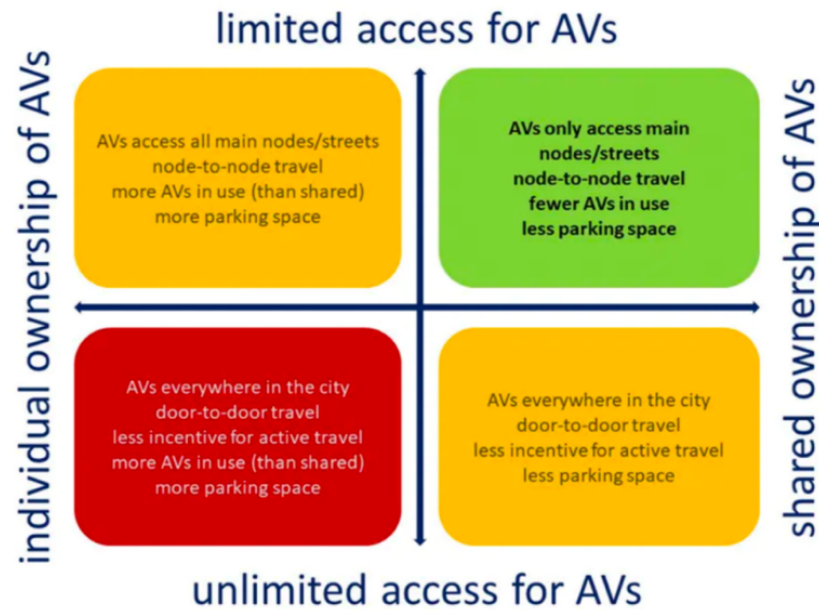 limited access for AVs
individual ownership of AVs
AVs access all main nodes/streets
node-to-node travel
more AVs in use (than shared)
more parking space
AVs only access main
nodes/streets
node-to-node travel
fewer AVs in use
less parking space
shared ownership of AVs
AVs everywhere in the city
door-to-door travel
less incentive for active travel
more AVs in use (than shared)
more parking space
AVs everywhere in the city
door-to-door travel
less incentive for active travel
less parking space
unlimited access for AVs